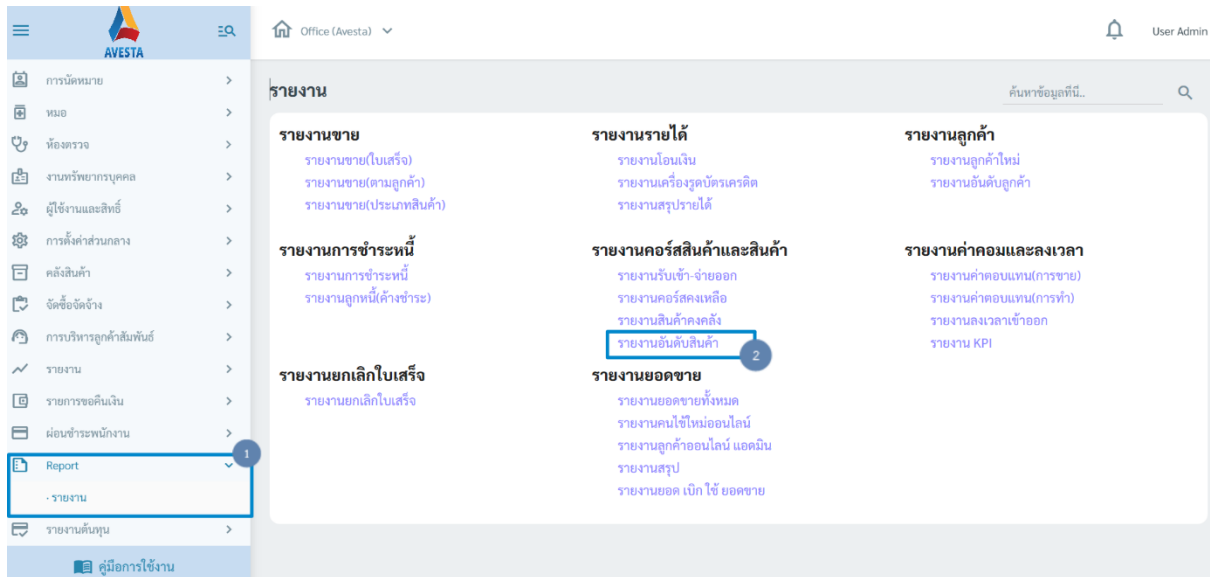 AVESTA
Office (Avesta)
User Admin
การนัดหมาย
หมอ
ห้องตรวจ
งานทรัพยากรบุคคล
ผู้ใช้งานและสิทธิ์
การตั้งค่าส่วนกลาง
คลังสินค้า
จัดซื้อจัดจ้าง
การบริหารลูกค้าสัมพันธ์
รายงาน
รายการขอคืนเงิน
ผ่อนชำระพนักงาน
Report
1
· รายงาน
รายงานต้นทุน
คู่มือการใช้งาน
รายงาน
ค้นหาข้อมูลที่นี่..
รายงานขาย
รายงานขาย(ใบเสร็จ)
รายงานขาย(ตามลูกค้า)
รายงานขาย(ประเภทสินค้า)
รายงานรายได้
รายงานโอนเงิน
รายงานเครื่องรูดบัตรเครดิต
รายงานสรุปรายได้
รายงานลูกค้า
รายงานลูกค้าใหม่
รายงานอันดับลูกค้า
รายงานการชำระหนี้
รายงานการชำระหนี้
รายงานลูกหนี้(ค้างชำระ)
รายงานคอร์สสินค้าและสินค้า
รายงานรับเข้า-จ่ายออก
รายงานคอร์สคงเหลือ
รายงานสินค้าคงคลัง
รายงานอันดับสินค้า
2
รายงานค่าคอมและลงเวลา
รายงานค่าตอบแทน(การขาย)
รายงานค่าตอบแทน(การทำ)
รายงานลงเวลาเข้าออก
รายงาน KPI
รายงานยกเลิกใบเสร็จ
รายงานยกเลิกใบเสร็จ
รายงานยอดขาย
รายงานยอดขายทั้งหมด
รายงานคนไข้ใหม่ออนไลน์
รายงานลูกค้าออนไลน์ แอดมิน
รายงานสรุป
รายงานยอด เบิก ใช้ ยอดขาย